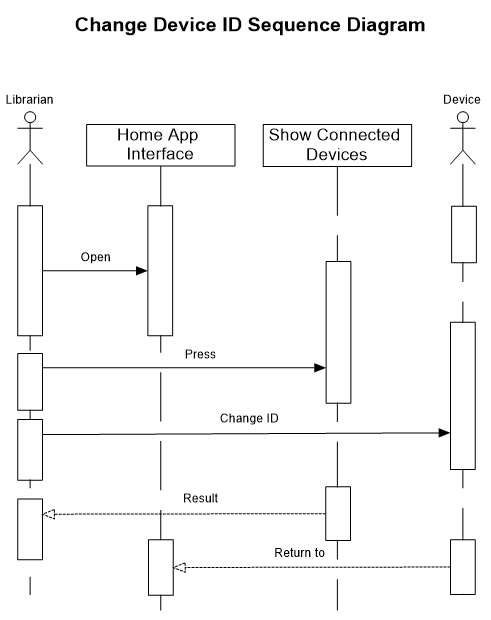 Change Device ID Sequence Diagram
Librarian
Device
Home App
Interface
Show Connected
Devices
Open
Press
Change ID
Result
Return to